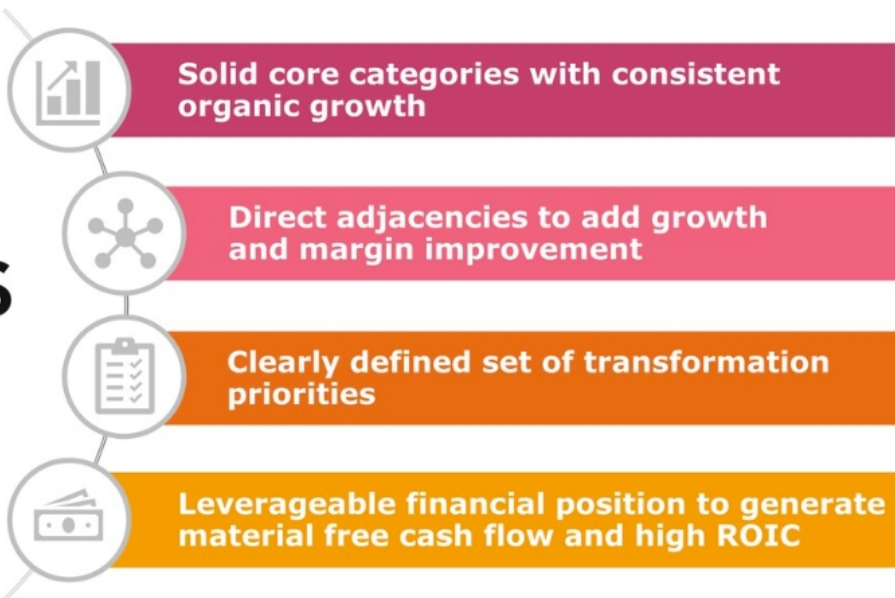 Solid core categories with consistent
organic growth
Direct adjacencies to add growth
and margin improvement
s
Clearly defined set of transformation
priorities
Leverageable financial position to generate
material free cash flow and high ROIC